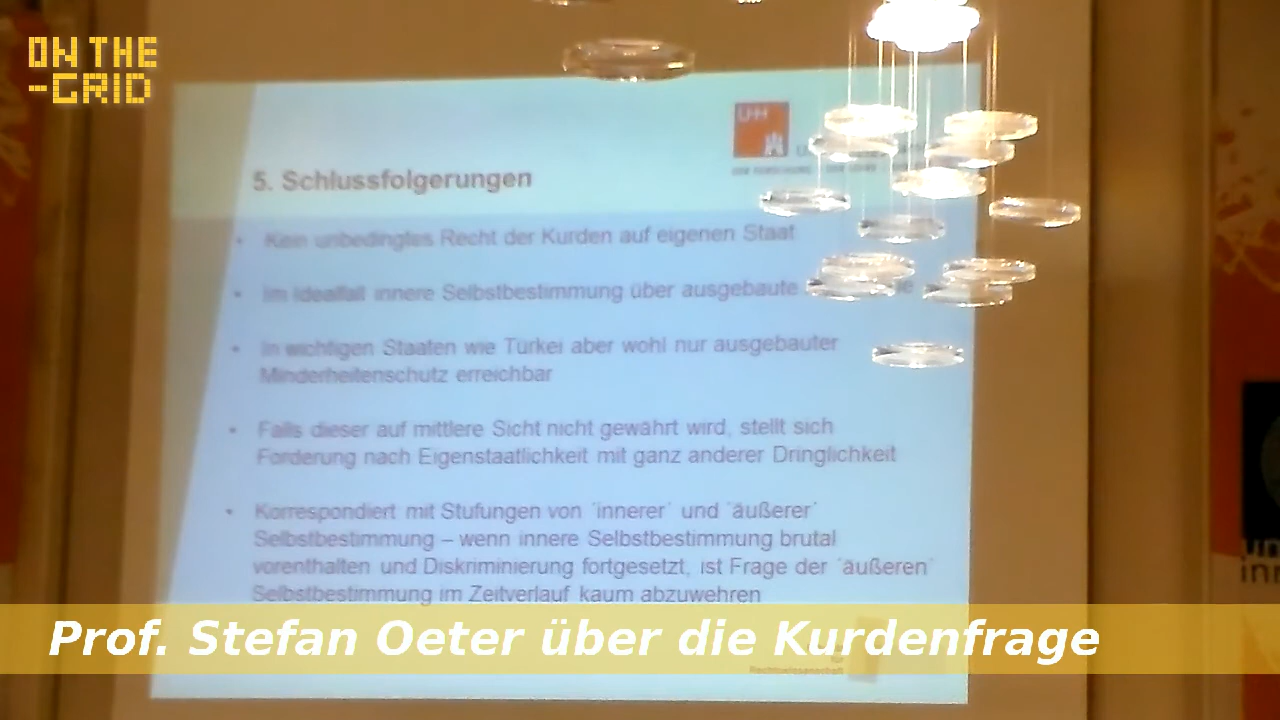 ON THE
-GRID
UHH
5. Schlussfolgerungen
• Kein unbedingtes Recht der Kurden auf eigenen Staat
• Im Idealfall innere Selbstbestimmung über ausgebaute
• In wichtigen Staaten wie Türkei aber wohl nur ausgebauter
Minderheitenschutz erreichbar
• Falls dieser auf mittlere Sicht nicht gewährt wird, stellt sich
Forderung nach Eigenstaatlichkeit mit ganz anderer Dringlichkeit
• Korrespondiert mit Stufungen von ´innerer´ und ´äußerer´
Selbstbestimmung – wenn innere Selbstbestimmung brutal
vorenthalten und Diskriminierung fortgesetzt, ist Frage der ´äußeren´
Selbstbestimmung im Zeitverlauf kaum abzuwehren
Prof. Stefan Oeter über die Kurdenfrage
Rechtswissenschaft